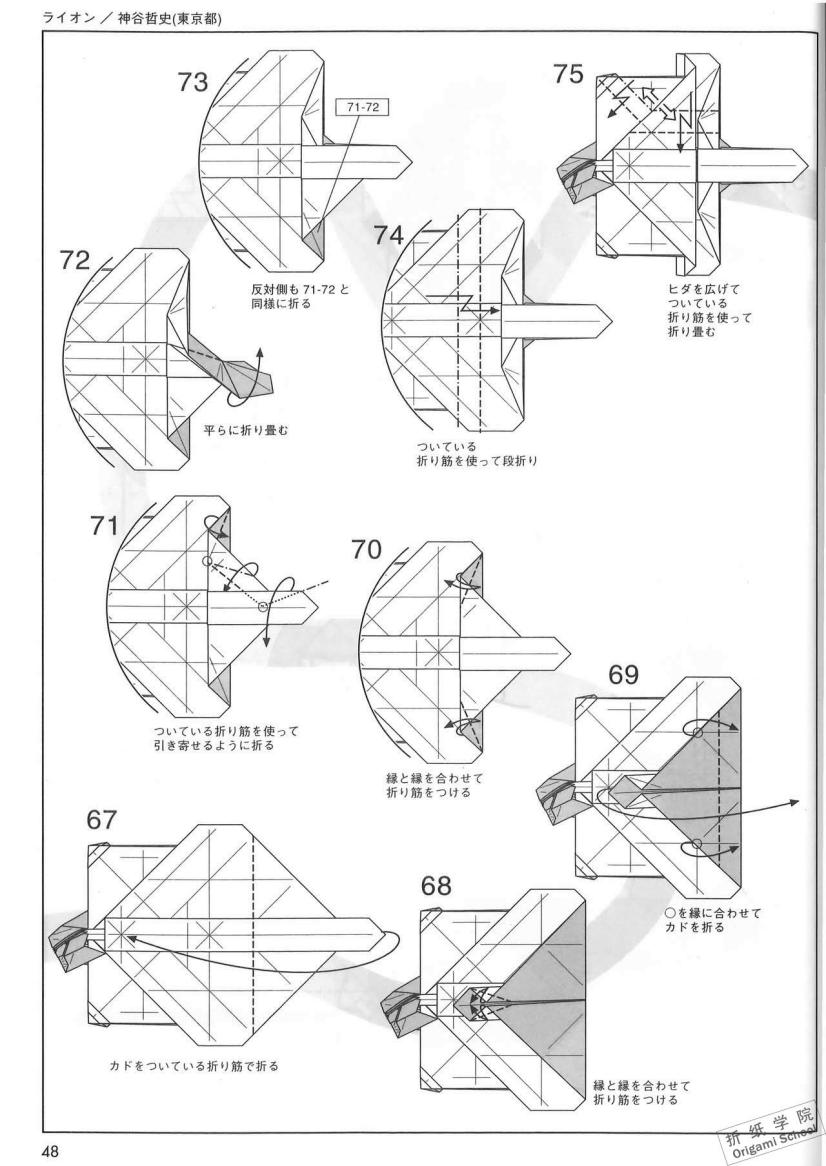 ライオン／神谷哲史(東京都)
67
カドをついている折り筋で折る
68
縁と縁を合わせて
折り筋をつける
69
○を縁に合わせて
カドを折る
70
縁と縁を合わせて
折り筋をつける
71
ついている折り筋を使って
引き寄せるように折る
72
平らに折り畳む
73
71-72
反対側も 71-72 と
同様に折る
74
ついている
折り筋を使って段折り
75
ヒダを広げて
ついている
折り筋を使って
折り畳む
48
折纸学院
Origami School